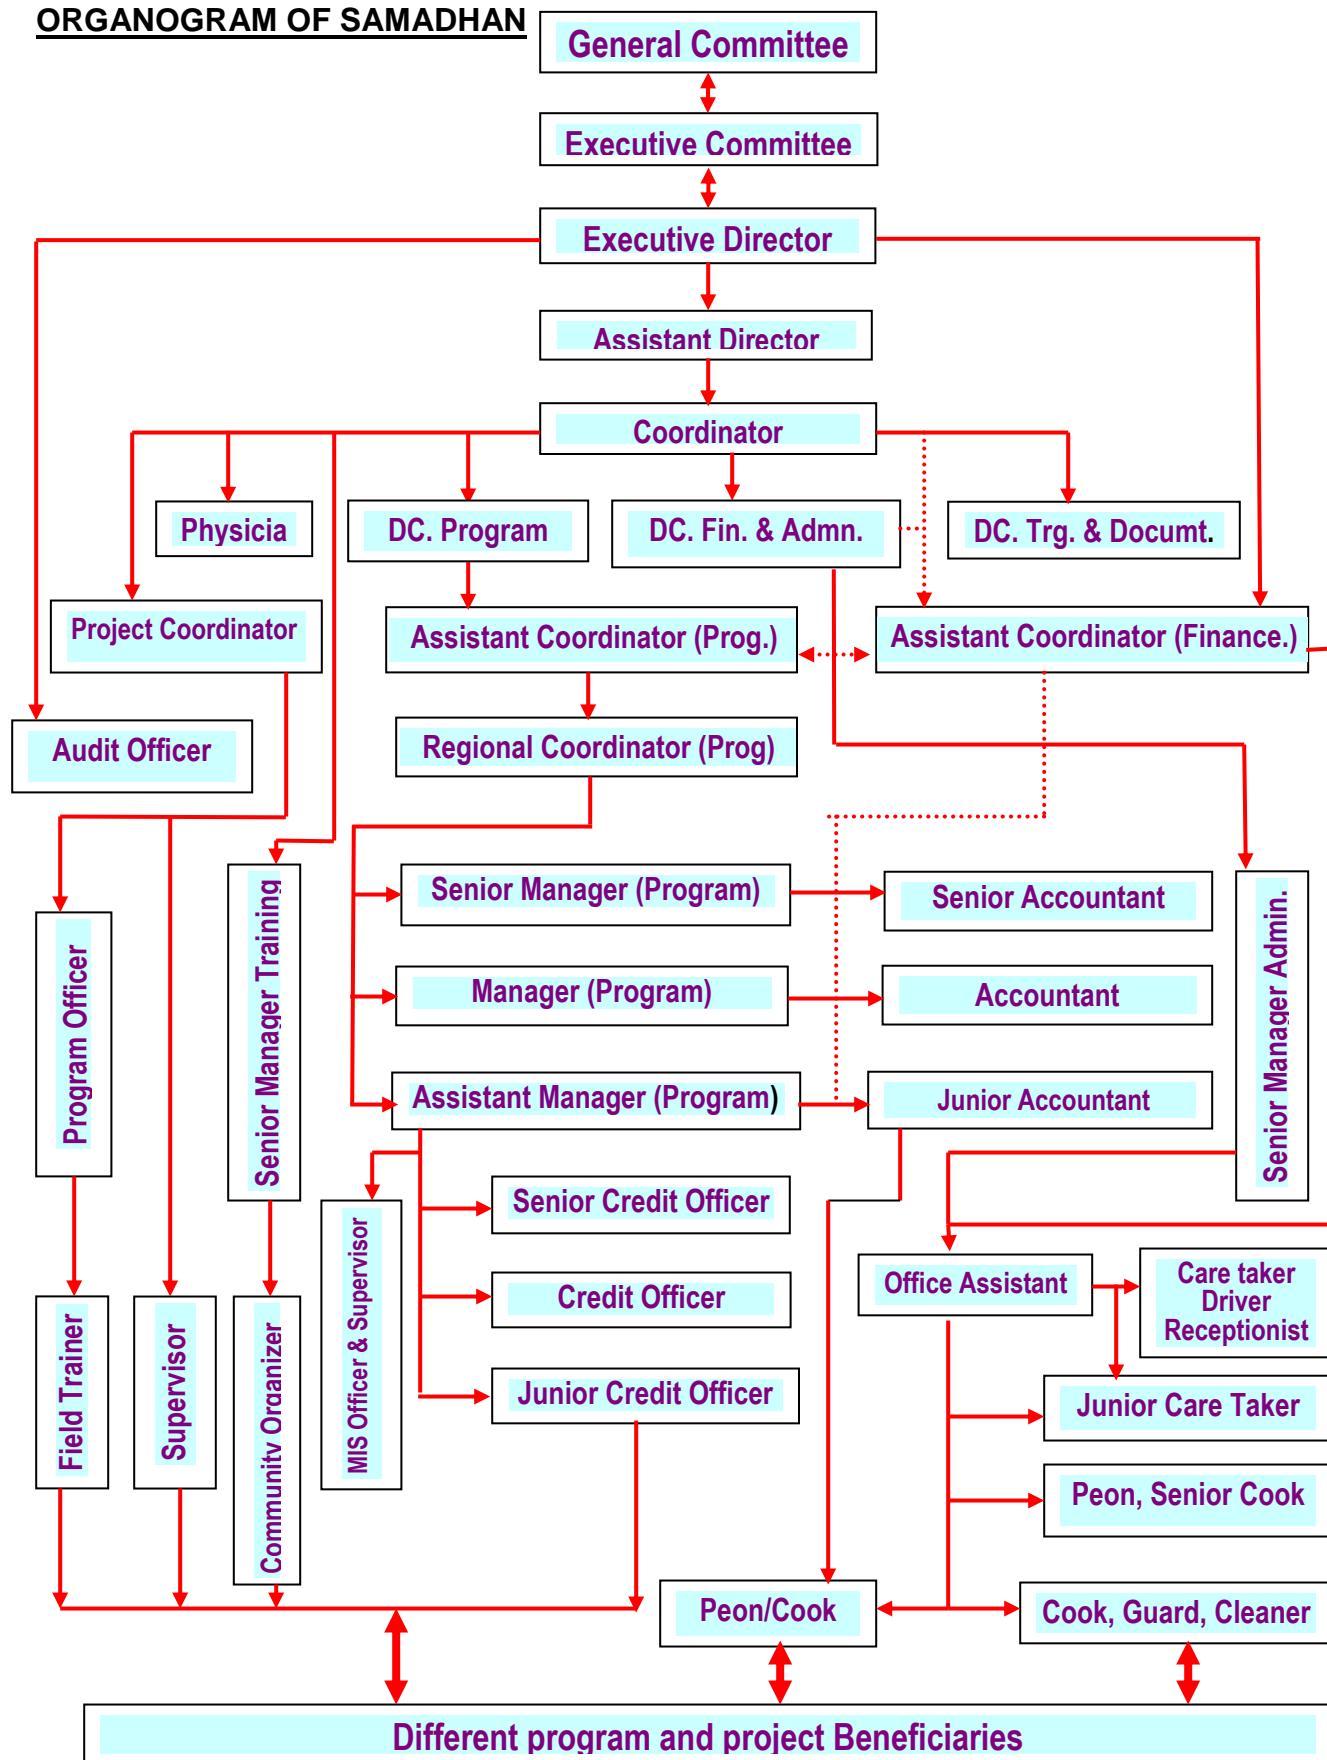 ORGANOGRAM OF SAMADHAN
General Committee
Executive Committee
Executive Director
Assistant Director
Coordinator
Physicia
DC. Program
DC. Fin. & Admn.
DC. Trg. & Documt.
Project Coordinator
Assistant Coordinator (Prog.)
Assistant Coordinator (Finance.)
Audit Officer
Regional Coordinator (Prog)
Senior Manager (Program)
Senior Accountant
Manager (Program)
Accountant
Assistant Manager (Program)
Junior Accountant
Program Officer
Senior Manager Training
Senior Manager Admin.
MIS Officer & Supervisor
Senior Credit Officer
Credit Officer
Junior Credit Officer
Office Assistant
Care taker
Driver
Receptionist
Junior Care Taker
Peon, Senior Cook
Field Trainer
Supervisor
Community Organizer
Peon/Cook
Cook, Guard, Cleaner
Different program and project Beneficiaries